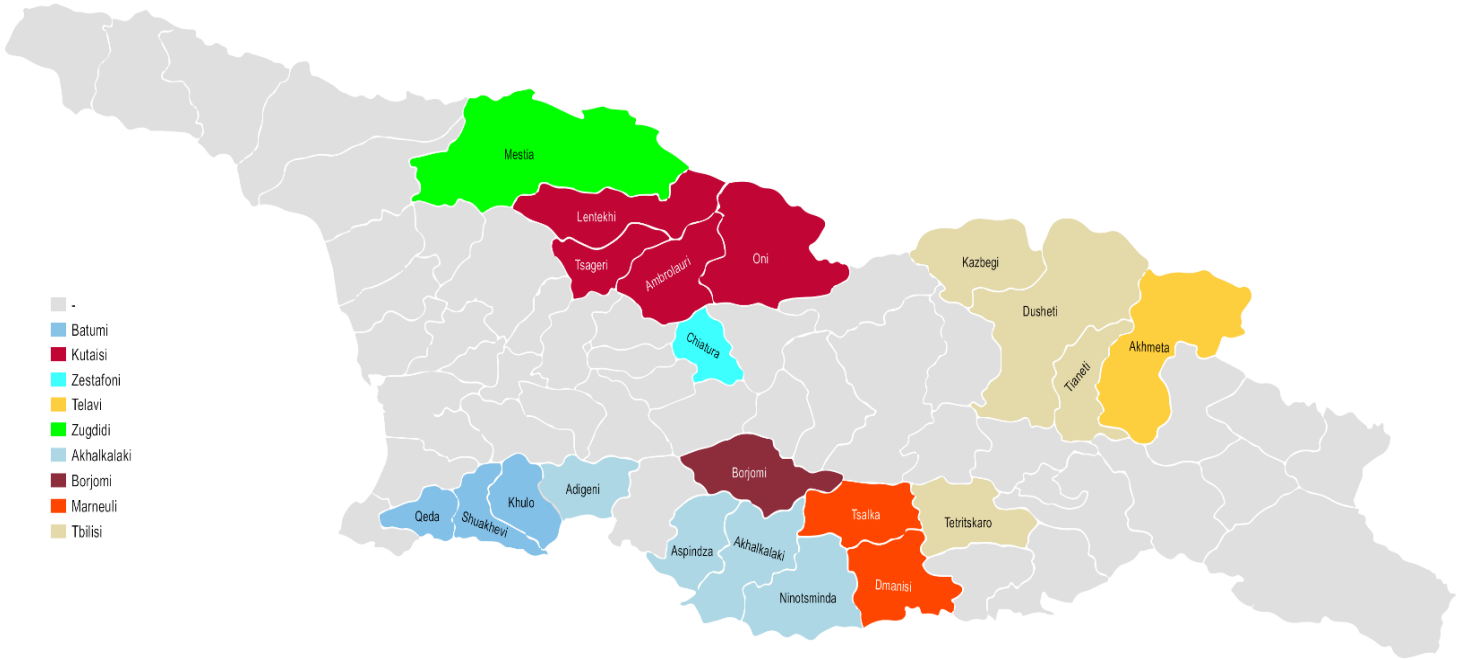 Mestia
Lentekhi
Tsageri
Ambrolauri
Oni
Kazbegi
Dusheti
Tianeti
Akhmeta
Chiatura
-
Batumi
Kutaisi
Zestafoni
Telavi
Zugdidi
Akhalkalaki
Borjomi
Marneuli
Tbilisi
Borjomi
Adigeni
Khulo
Shuakhevi
Qeda
Tsalka
Tetritskaro
Aspindza
Akhalkalaki
Ninotsminda
Dmanisi